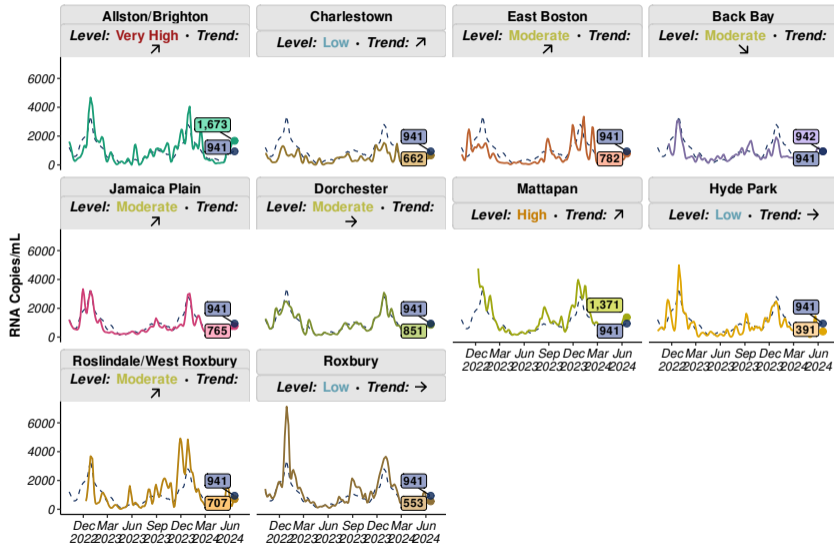 Allston/Brighton
Level: Very High · Trend: ↗
Charlestown
Level: Low · Trend: ↗
East Boston
Level: Moderate · Trend: ↗
Back Bay
Level: Moderate · Trend: ↘
6000
4000
2000
0
1,673
941
941
662
941
782
942
941
Jamaica Plain
Level: Moderate · Trend: ↗
Dorchester
Level: Moderate · Trend: →
Mattapan
Level: High · Trend: ↗
Hyde Park
Level: Low · Trend: →
RNA Copies/mL
6000
4000
2000
0
941
765
941
851
1,371
941
941
391
Dec 2022 Mar 2023 Jun 2023 Sep 2023 Dec 2023 Mar 2024 Jun 2024
Dec 2022 Mar 2023 Jun 2023 Sep 2023 Dec 2023 Mar 2024 Jun 2024
Roslindale/West Roxbury
Level: Moderate · Trend: ↗
Roxbury
Level: Low · Trend: →
6000
4000
2000
0
941
707
941
553
Dec 2022 Mar 2023 Jun 2023 Sep 2023 Dec 2023 Mar 2024 Jun 2024
Dec 2022 Mar 2023 Jun 2023 Sep 2023 Dec 2023 Mar 2024 Jun 2024